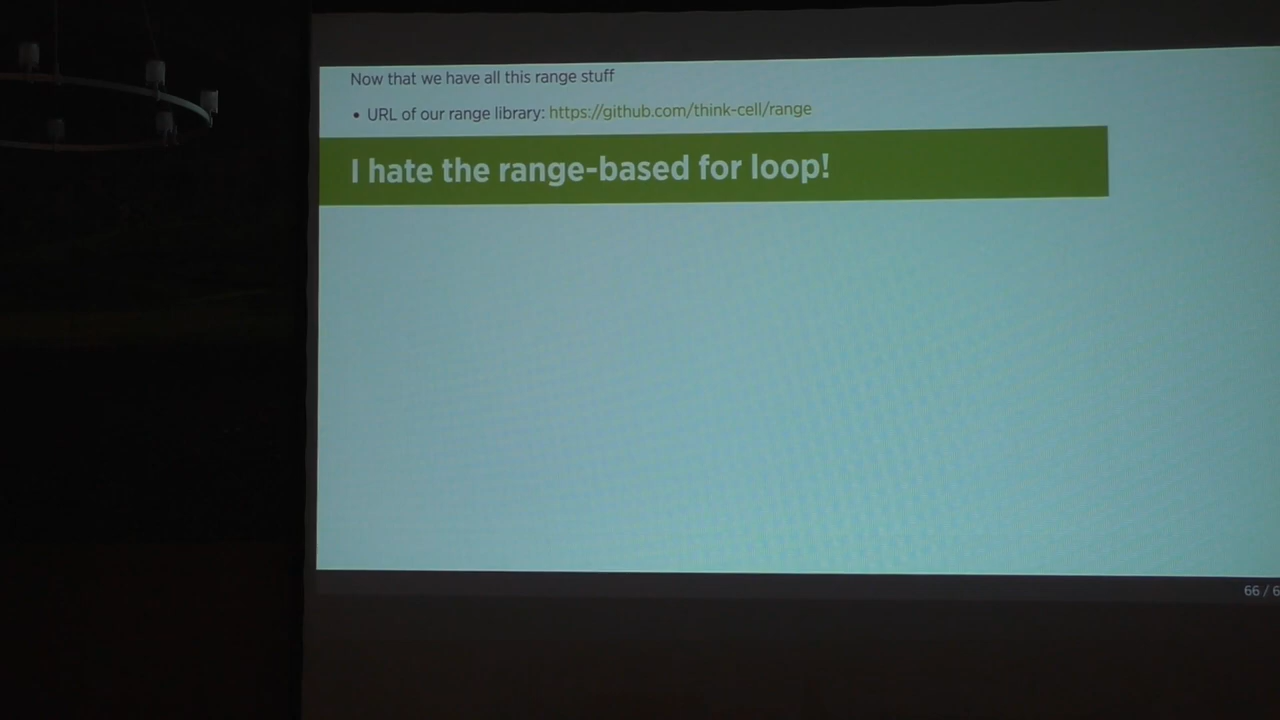 Now that we have all this range stuff
• URL of our range library: https://github.com/think-cell/range
I hate the range-based for loop!
66 / 6